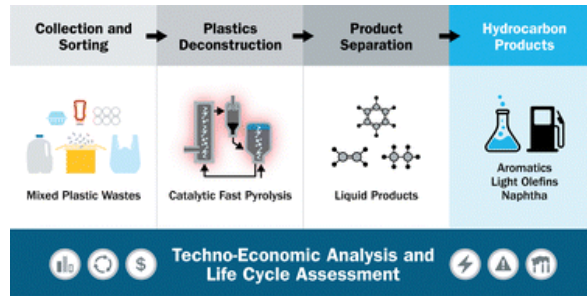 Collection and
Sorting
Plastics
Deconstruction
Product
Separation
Hydrocarbon
Products
Mixed Plastic Wastes
Catalytic Fast Pyrolysis
Liquid Products
Aromatics
Light Olefins
Naphtha
$
Techno-Economic Analysis and
Life Cycle Assessment